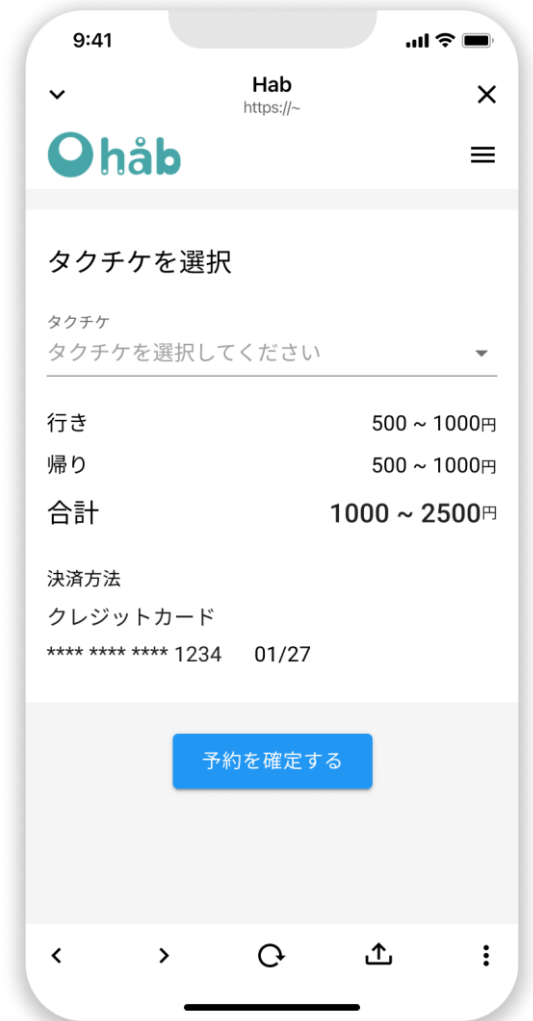 9:41
Hab
https://~
håb
タクチケを選択
タクチケ
タクチケを選択してください
行き 500 ~ 1000円
帰り 500 ~ 1000円
合計 1000 ~ 2500円
決済方法
クレジットカード
**** **** **** 1234 01/27
予約を確定する